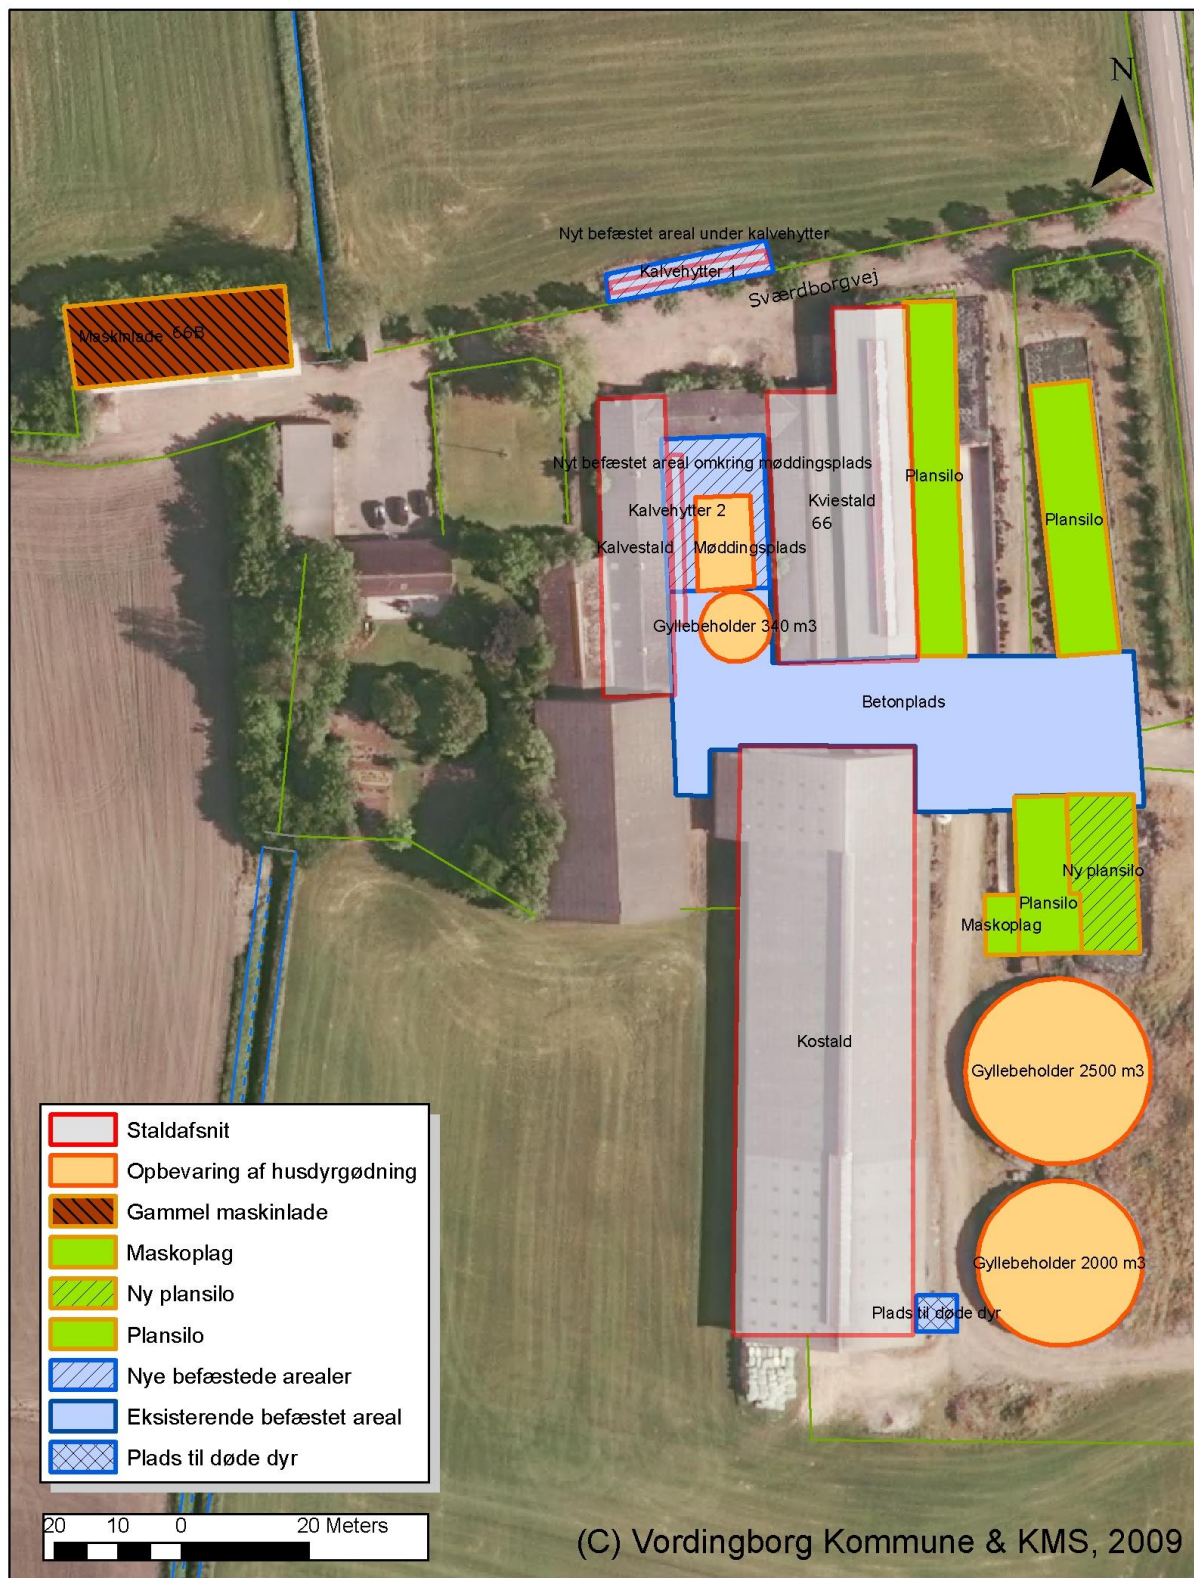 N
Nyt befæstet areal under kalvehytter
Kalvehytter 1
Sværdborgvej
Maskinlade 66B
Nyt befæstet areal omkring møddingsplads
Plansilo
Kviestald
66
Kalvehytter 2
Plansilo
Kalvestald
Møddingsplads
Gyllebeholder 340 m3
Betonplads
Ny plansilo
Plansilo
Maskoplag
Kostald
Gyllebeholder 2500 m3
Gyllebeholder 2000 m3
Plads til døde dyr
Staldafsnit
Opbevaring af husdyrgødning
Gammel maskinlade
Maskoplag
Ny plansilo
Plansilo
Nye befæstede arealer
Eksisterende befæstet areal
Plads til døde dyr
20 10 0 20 Meters
(C) Vordingborg Kommune & KMS, 2009